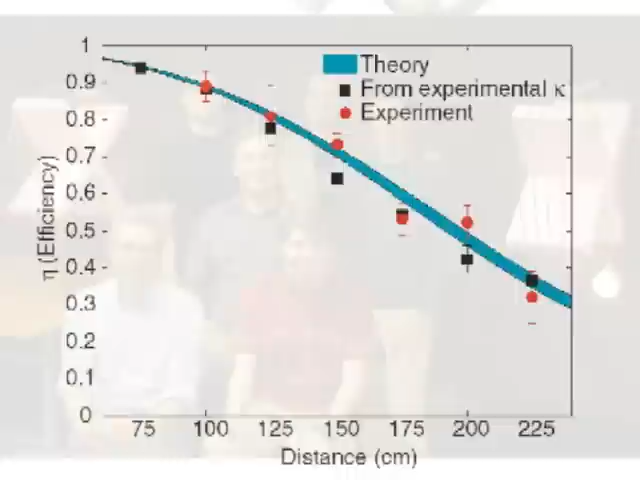 1
0.9
0.8
0.7
0.6
0.5
0.4
0.3
0.2
0.1
0
η (Efficiency)
Theory
From experimental κ
Experiment
75 100 125 150 175 200 225
Distance (cm)